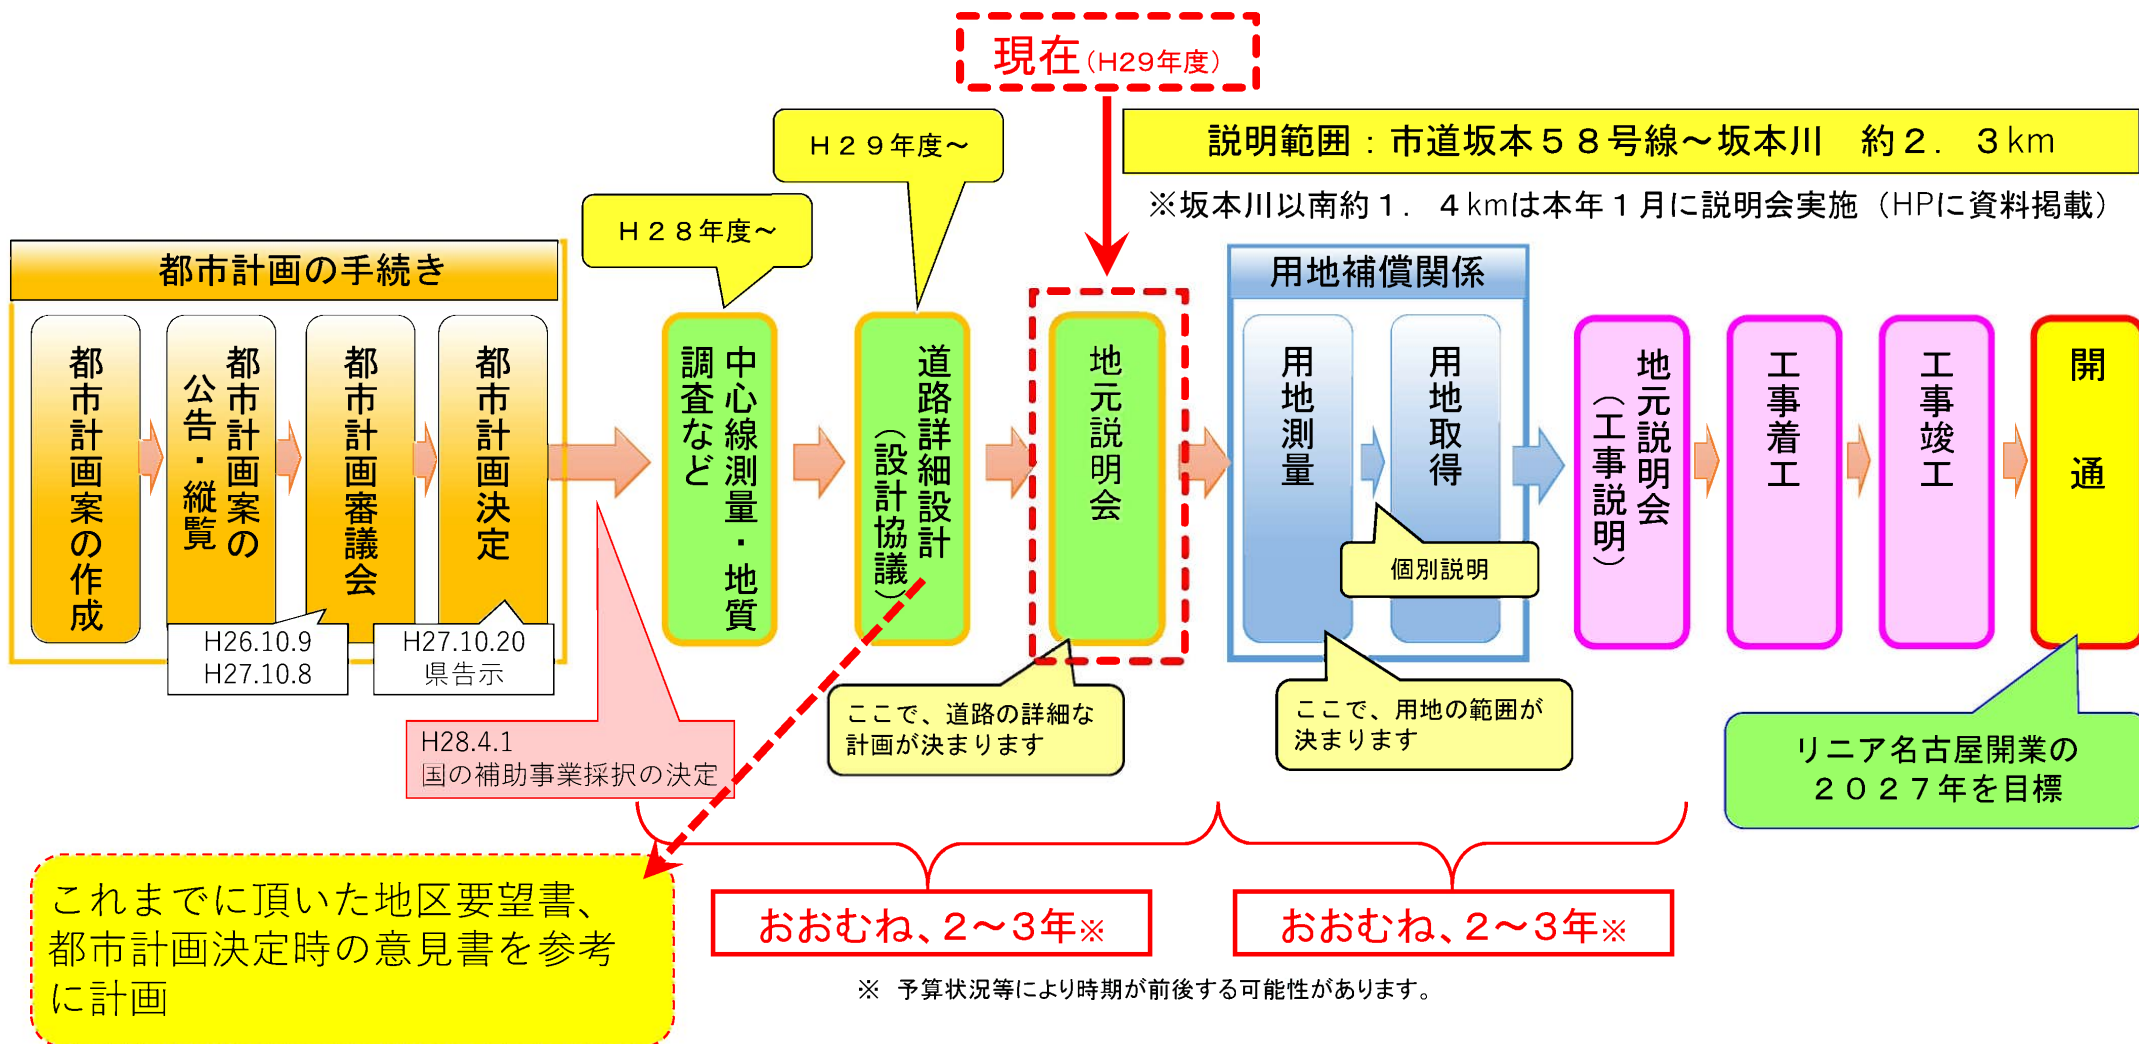 現在(H29年度)
H29年度～
説明範囲：市道坂本58号線～坂本川　約2．3km
※坂本川以南約1．4kmは本年1月に説明会実施（HPに資料掲載）
H28年度～
都市計画の手続き
用地補償関係
都市計画案の作成
都市計画案の
公告・縦覧
都市計画審議会
都市計画決定
中心線測量・地質
調査など
道路詳細設計
（設計協議）
地元説明会
用地測量
用地取得
地元説明会
（工事説明）
工事着工
工事竣工
開　通
個別説明
H26.10.9
H27.10.8
H27.10.20
県告示
H28.4.1
国の補助事業採択の決定
ここで、道路の詳細な
計画が決まります
ここで、用地の範囲が
決まります
リニア名古屋開業の
2027年を目標
これまでに頂いた地区要望書、
都市計画決定時の意見書を参考
に計画
おおむね、2～3年※
おおむね、2～3年※
※　予算状況等により時期が前後する可能性があります。